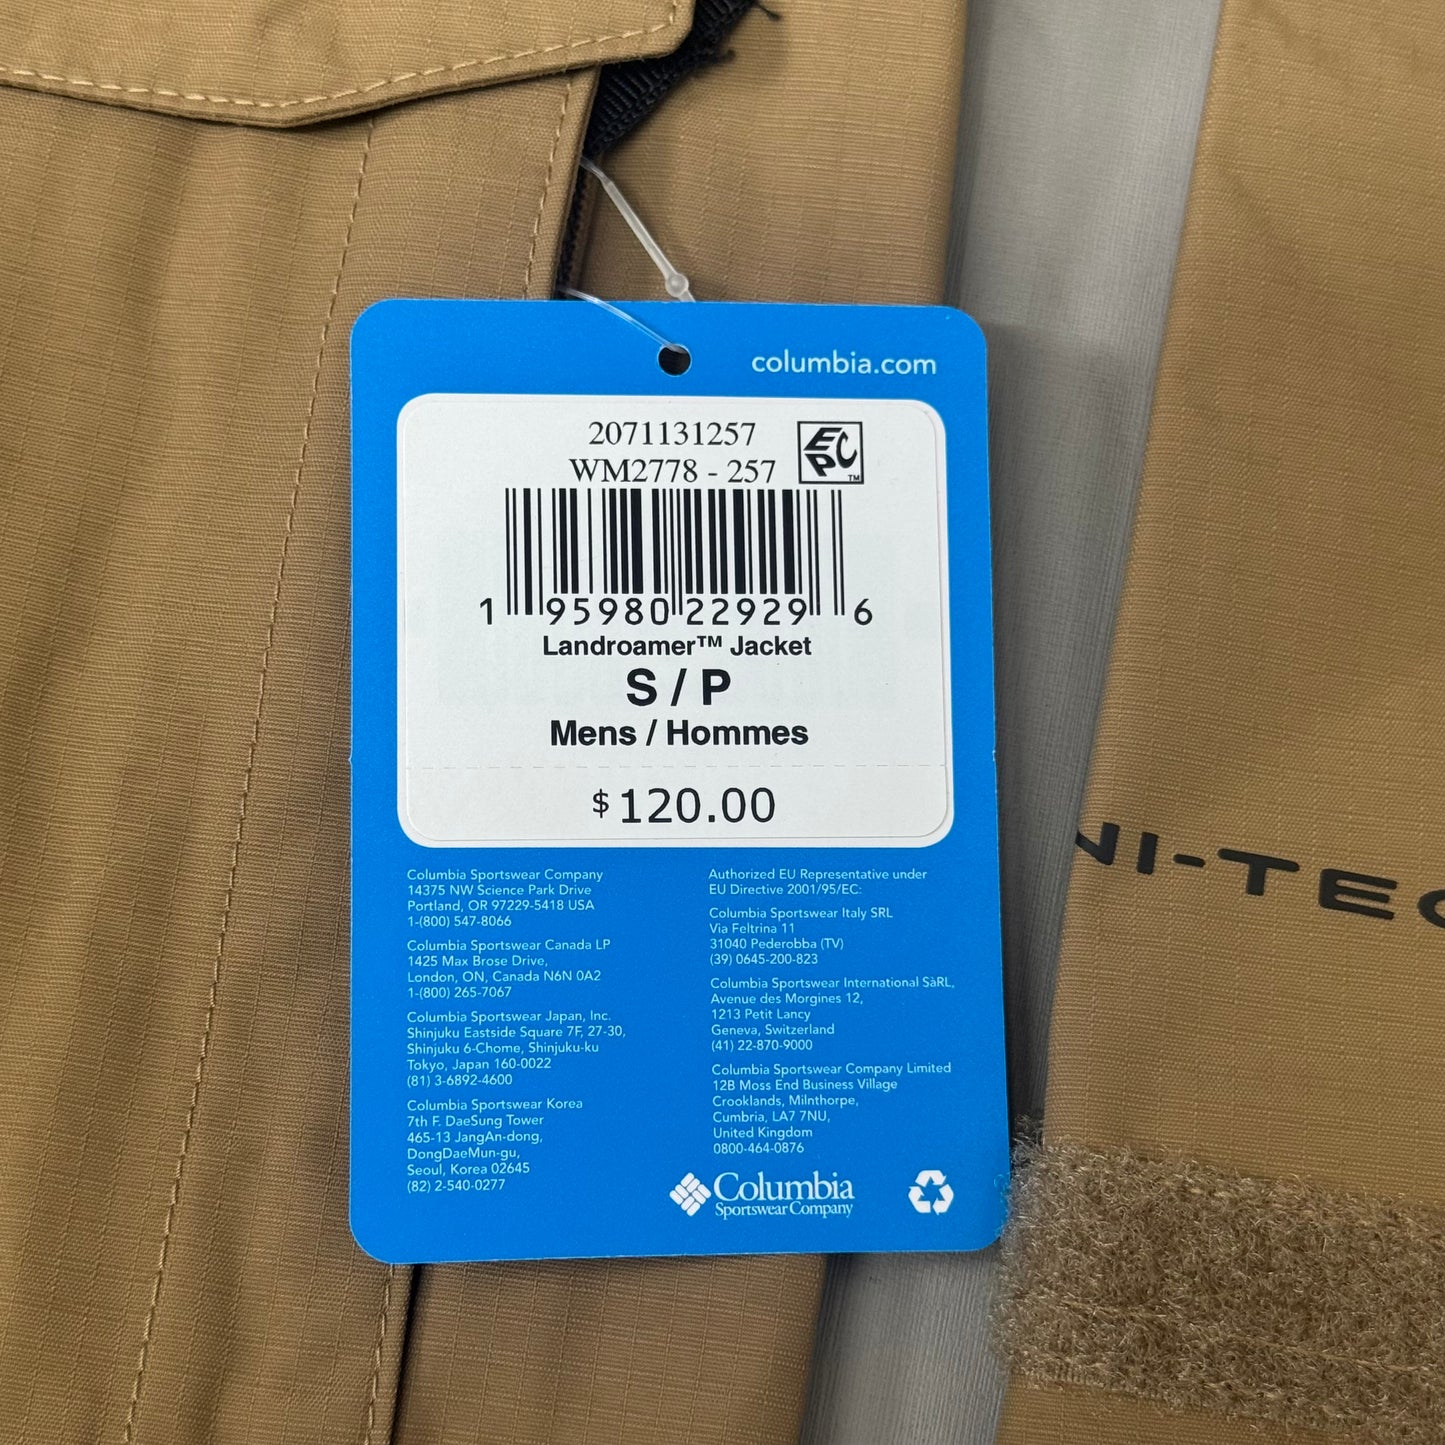 columbia.com
2071131257
WM2778 - 257
EPC
TM
1 95980 22929 6
Landroamer™ Jacket
S / P
Mens / Hommes
$120.00
Columbia Sportswear Company
14375 NW Science Park Drive
Portland, OR 97229-5418 USA
1-(800) 547-8066
Columbia Sportswear Canada LP
1425 Max Brose Drive,
London, ON, Canada N6N 0A2
1-(800) 265-7067
Columbia Sportswear Japan, Inc.
Shinjuku Eastside Square 7F, 27-30,
Shinjuku 6-Chome, Shinjuku-ku
Tokyo, Japan 160-0022
(81) 3-6892-4600
Columbia Sportswear Korea
7th F. DaeSung Tower
465-13 JangAn-dong,
DongDaeMun-gu,
Seoul, Korea 02645
(82) 2-540-0277
Authorized EU Representative under
EU Directive 2001/95/EC:
Columbia Sportswear Italy SRL
Via Feltrina 11
31040 Pederobba (TV)
(39) 0645-200-823
Columbia Sportswear International SàRL,
Avenue des Morgines 12,
1213 Petit Lancy
Geneva, Switzerland
(41) 22-870-9000
Columbia Sportswear Company Limited
12B Moss End Business Village
Crooklands, Milnthorpe,
Cumbria, LA7 7NU,
United Kingdom
0800-464-0876
Columbia
Sportswear Company
NI-TEC